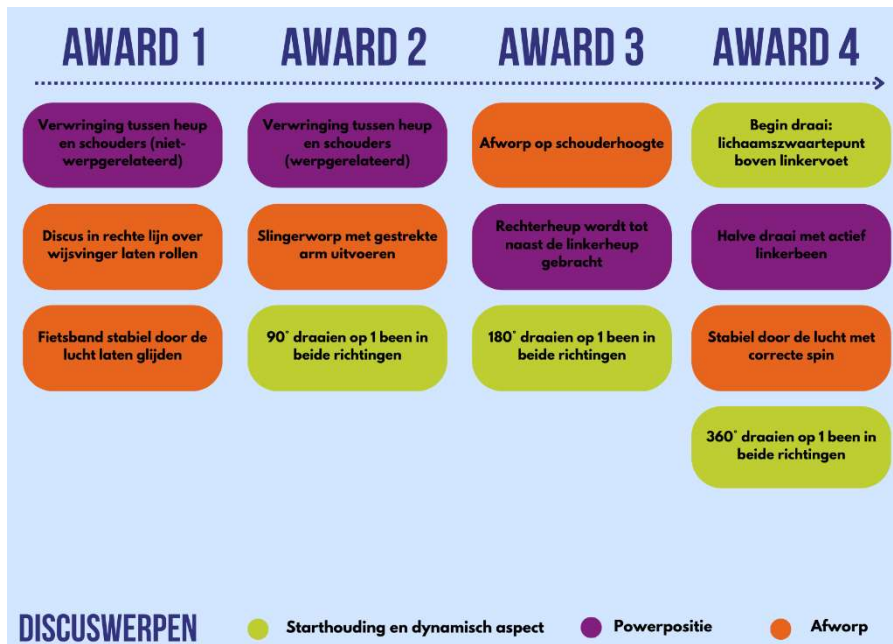 AWARD 1
AWARD 2
AWARD 3
AWARD 4
Verwringing tussen heup
en schouders (niet-
werpgerelateerd)
Verwringing tussen heup
en schouders
(werpgerelateerd)
Afworp op schouderhoogte
Begin draai:
lichaamszwaartepunt
boven linkervoet
Discus in rechte lijn over
wijsvinger laten rollen
Slingerworp met gestrekte
arm uitvoeren
Rechterheup wordt tot
naast de linkerheup
gebracht
Halve draai met actief
linkerbeen
Fietsband stabiel door de
lucht laten glijden
90° draaien op 1 been in
beide richtingen
180° draaien op 1 been in
beide richtingen
Stabiel door de lucht met
correcte spin
360° draaien op 1 been in
beide richtingen
DISCUSWERPEN
Starthouding en dynamisch aspect
Powerpositie
Afworp